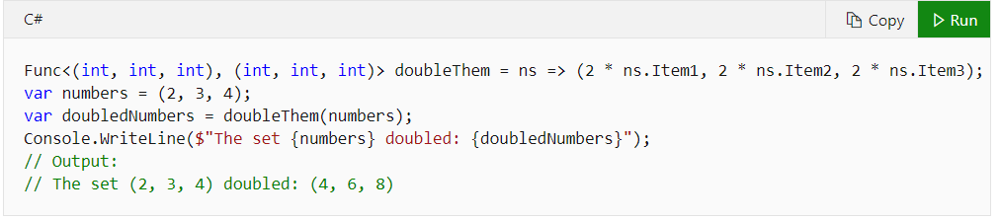 C#
Copy
Run
Func<(int, int, int), (int, int, int)> doubleThem = ns => (2 * ns.Item1, 2 * ns.Item2, 2 * ns.Item3);
var numbers = (2, 3, 4);
var doubledNumbers = doubleThem(numbers);
Console.WriteLine($"The set {numbers} doubled: {doubledNumbers}");
// Output:
// The set (2, 3, 4) doubled: (4, 6, 8)